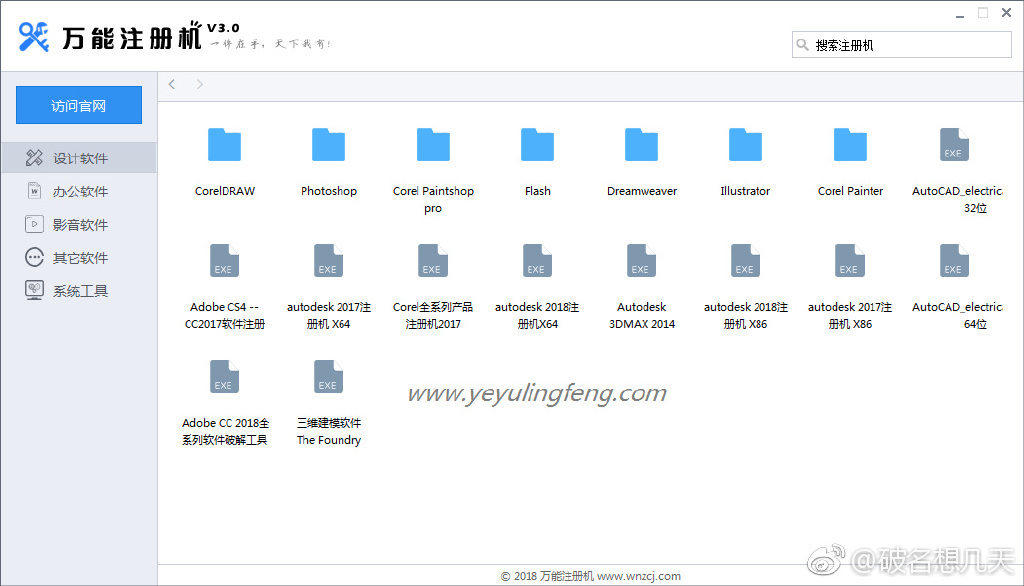 万能注册机 V3.0
一件在手，天下我有！
搜索注册机
访问官网
设计软件
办公软件
影音软件
其它软件
系统工具
CorelDRAW
Photoshop
Corel Paintshop
pro
Flash
Dreamweaver
Illustrator
Corel Painter
AutoCAD_electric
32位
EXE
Adobe CS4 --
CC2017软件注册
EXE
autodesk 2017注
册机 X64
EXE
Corel全系列产品
注册机2017
EXE
autodesk 2018注
册机X64
EXE
Autodesk
3DMAX 2014
EXE
autodesk 2018注
册机 X86
EXE
autodesk 2017注
册机 X86
EXE
AutoCAD_electric
64位
EXE
Adobe CC 2018全
系列软件破解工具
EXE
三维建模软件
The Foundry
EXE
www.yeyulingfeng.com
© 2018 万能注册机 www.wnzcj.com
@破名想几天